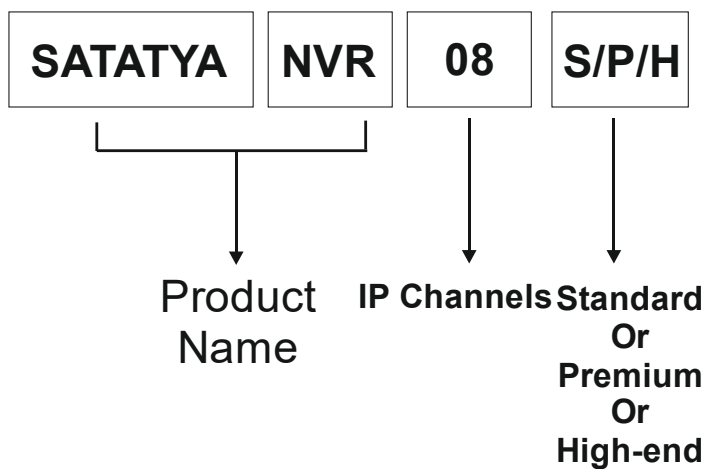 SATATYA NVR 08 S/P/H
Product
Name
IP Channels
Standard
Or
Premium
Or
High-end